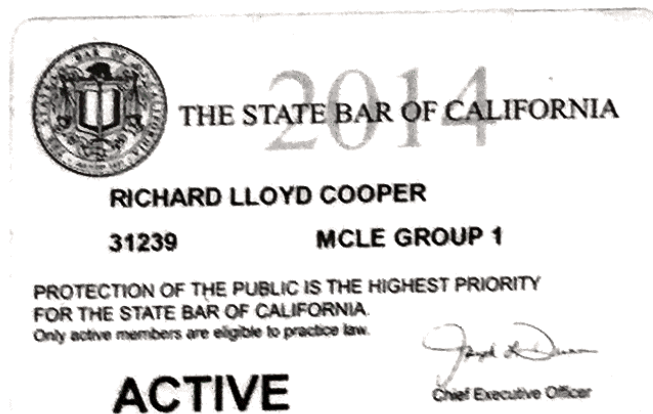 2014
THE STATE BAR OF CALIFORNIA
RICHARD LLOYD COOPER
31239 MCLE GROUP 1
PROTECTION OF THE PUBLIC IS THE HIGHEST PRIORITY
FOR THE STATE BAR OF CALIFORNIA.
Only active members are eligible to practice law.
ACTIVE
Chief Executive Officer